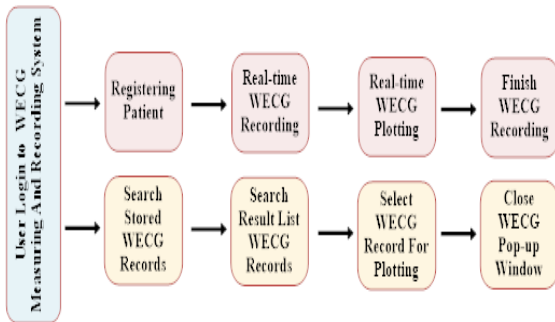 User Login to WECG
Measuring And Recording System
Registering
Patient
Real-time
WECG
Recording
Real-time
WECG
Plotting
Finish
WECG
Recording
Search
Stored
WECG
Records
Search
Result List
WECG
Records
Select
WECG
Record For
Plotting
Close
WECG
Pop-up
Window